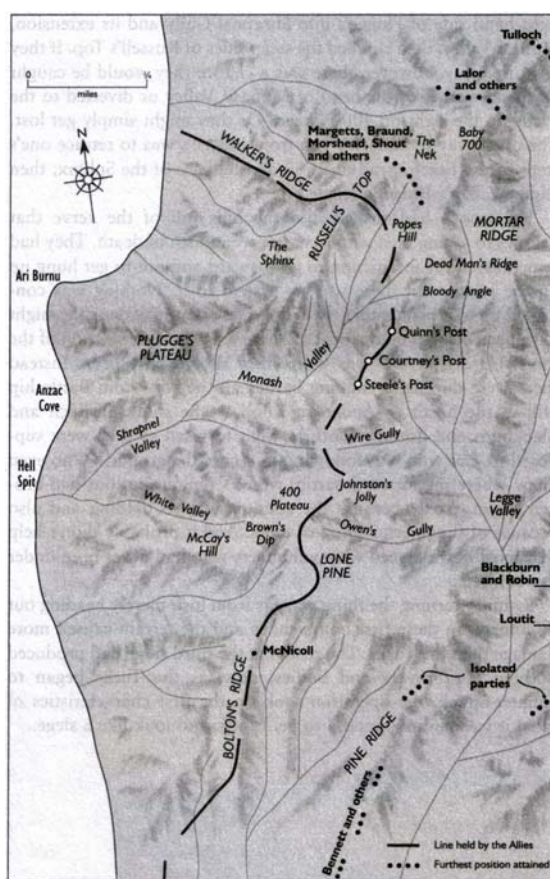 Tulloch
0
miles
Lalor
and others
Margetts, Braund,
Morshead, Shout
and others
The
Nek
Baby
700
N
WALKER'S RIDGE
RUSSELL'S TOP
Popes
Hill
MORTAR
RIDGE
The
Sphinx
Dead Man's Ridge
Ari Burnu
Bloody Angle
PLUGGE'S
PLATEAU
Quinn's Post
Courtney's Post
Monash Valley
Steele's Post
Anzac
Cove
Shrapnel
Valley
Wire Gully
Hell
Spit
400
Plateau
Johnston's
Jolly
Legge
Valley
White Valley
Brown's
Dip
McCay's
Hill
Owen's Gully
LONE
PINE
Blackburn
and Robin
Loutit
McNicoll
Isolated
parties
BOLTON'S RIDGE
PINE RIDGE
Bennett and others
Line held by the Allies
Furthest position attained